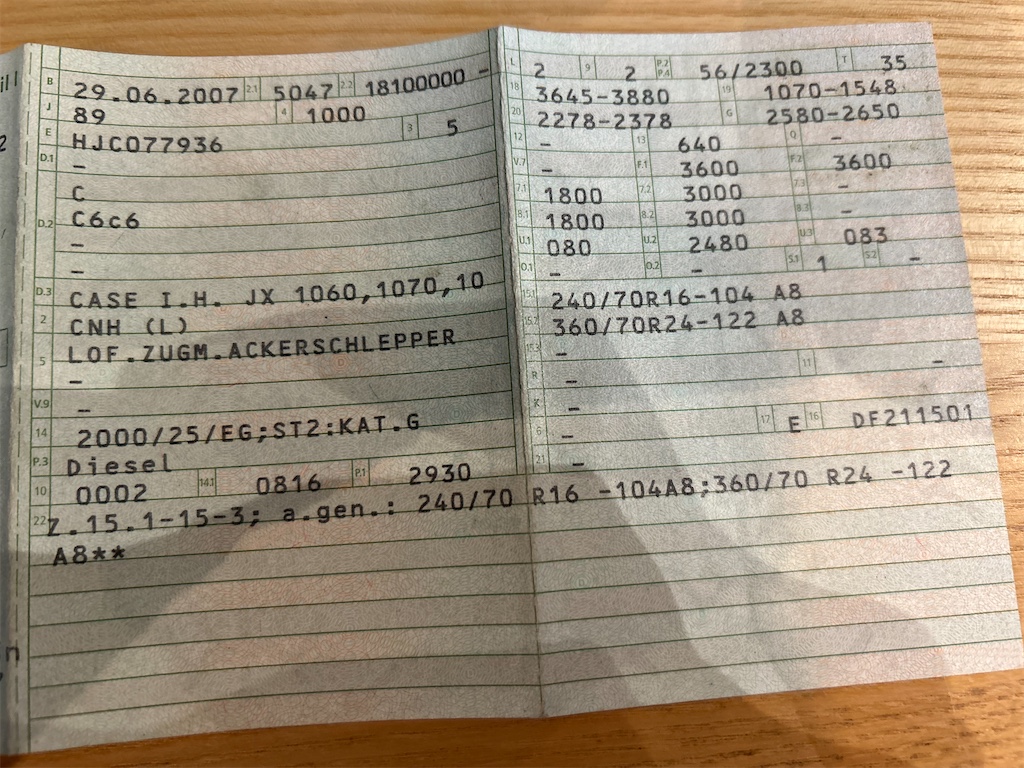 B 29.06.2007 2.1 5047 2.2 18100000 -
J 89 4 1000
E HJC077936 3 5
D.1 -
C
D.2 C6c6
-
-
D.3 CASE I.H. JX 1060,1070,10
2 CNH (L)
5 LOF.ZUGM.ACKERSCHLEPPER
-
V.9 -
14 2000/25/EG;ST2:KAT.G
P.3 Diesel
10 0002 14.1 0816 P.1 2930
L 2 9 2 P.2 P.4 56/2300 T 35
18 3645-3880 19 1070-1548
20 2278-2378 G 2580-2650
12 - 13 640 Q -
V.7 - F.1 3600 F.2 3600
7.1 1800 7.2 3000 7.3 -
8.1 1800 8.2 3000 8.3 -
U.1 080 U.2 2480 U.3 083
O.1 - O.2 - S.1 1 S.2 -
15.1 240/70R16-104 A8
15.2 360/70R24-122 A8
15.3 -
R - 11 -
K -
6 - 17 E 16 DF211501
21 -
22 Z.15.1-15-3; a.gen.: 240/70 R16 -104A8;360/70 R24 -122
A8**